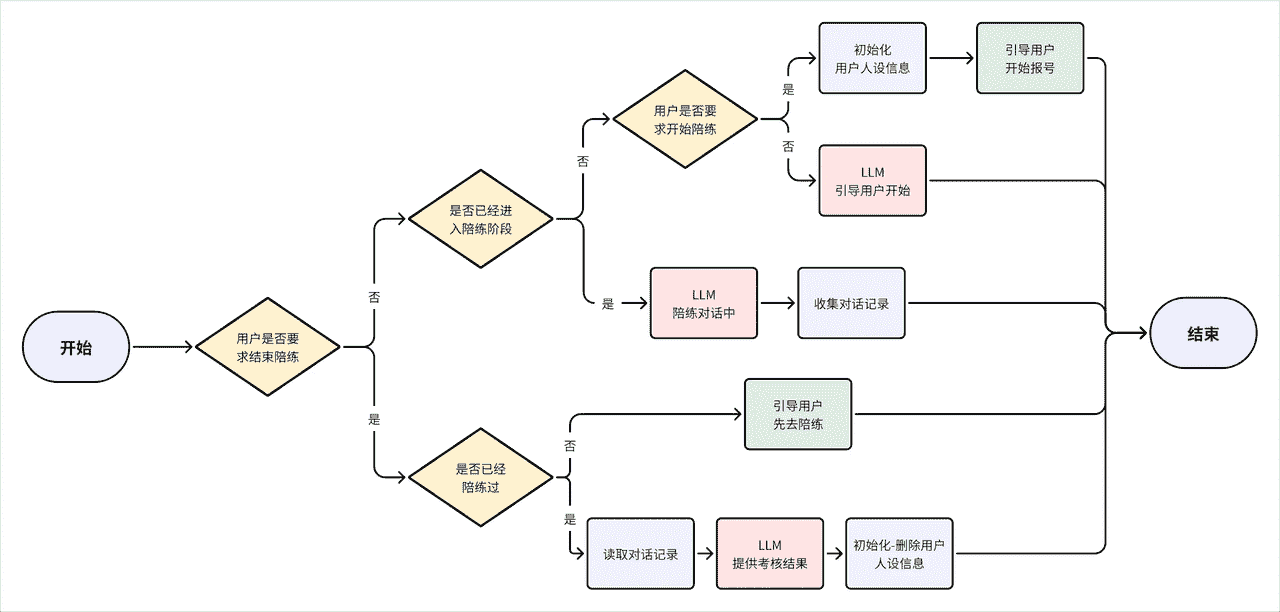 初始化
用户人设信息
引导用户
开始报号
是
用户是否要
求开始陪练
否
否
LLM
引导用户开始
是否已经进
入陪练阶段
是
LLM
陪练对话中
收集对话记录
否
开始
用户是否要
求结束陪练
结束
是
引导用户
先去陪练
否
是否已经
陪练过
是
读取对话记录
LLM
提供考核结果
初始化-删除用户
人设信息